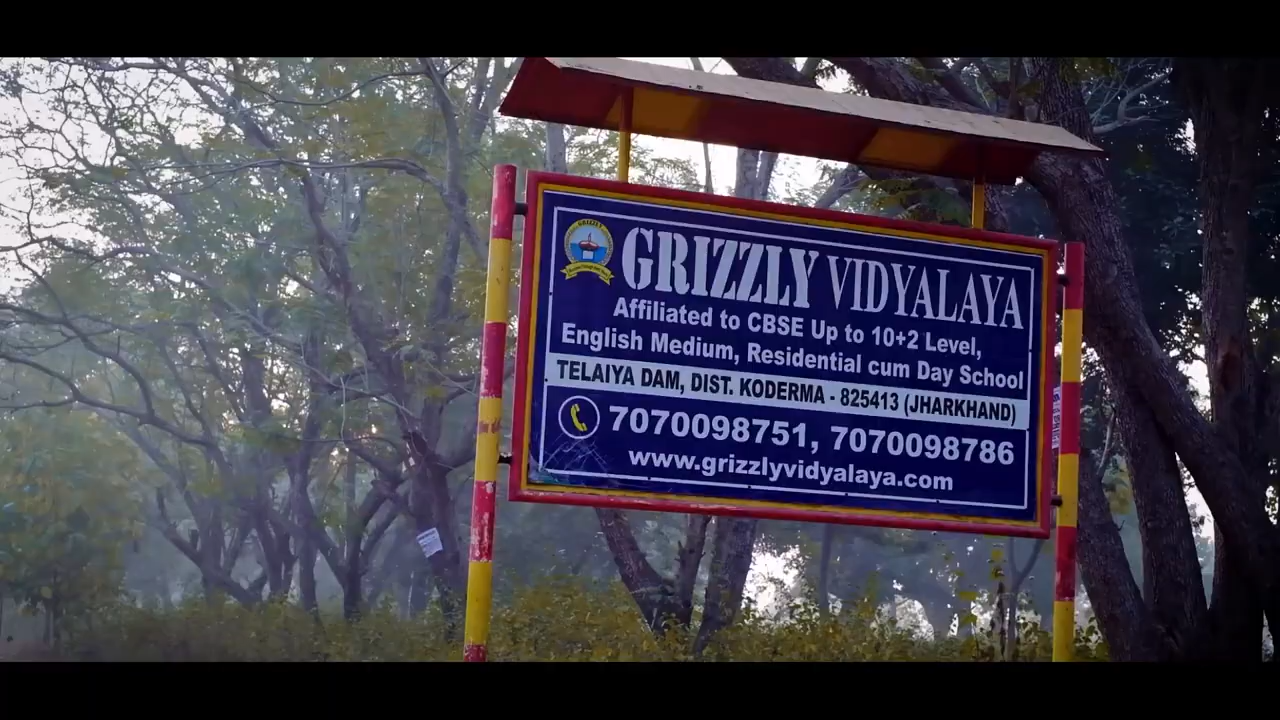 GRIZZLY
GRIZZLY VIDYALAYA
Affiliated to CBSE Up to 10+2 Level,
English Medium, Residential cum Day School
TELAIYA DAM, DIST. KODERMA - 825413 (JHARKHAND)
7070098751, 7070098786
www.grizzlyvidyalaya.com